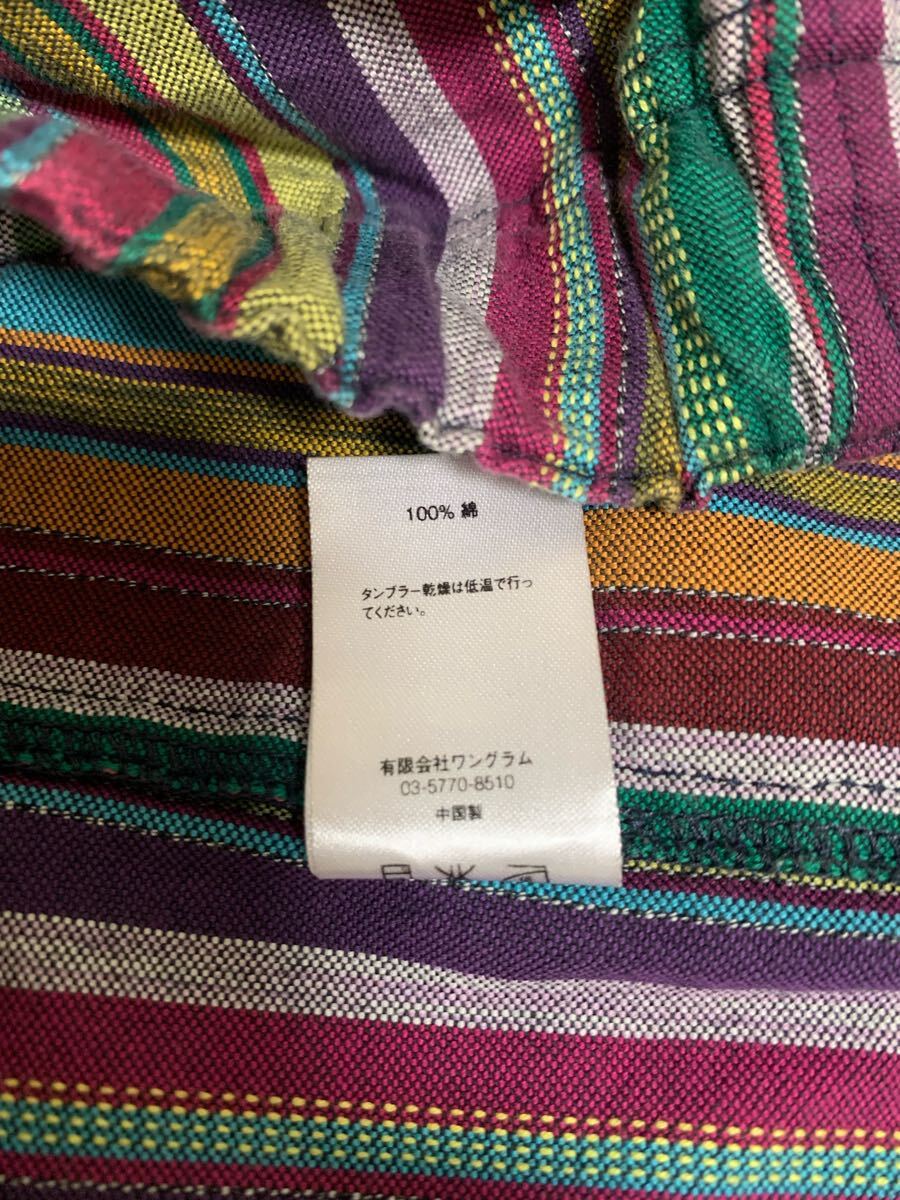 100% 綿
タンブラー乾燥は低温で行っ
てください。
有限会社ワングラム
03-5770-8510
中国製